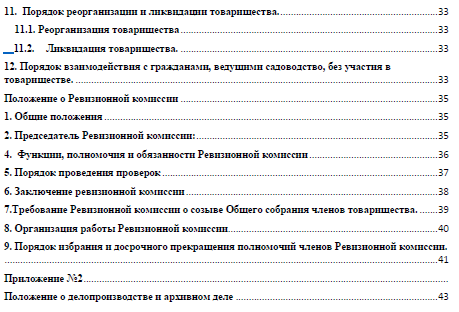 11. Порядок реорганизации и ликвидации товарищества.....33
11.1. Реорганизация товарищества.....33
11.2. Ликвидация товарищества......33
12. Порядок взаимодействия с гражданами, ведущими садоводство, без участия в
товариществе......33
Положение о Ревизионной комиссии.....35
1. Общие положения.....35
2. Председатель Ревизионной комиссии:.....35
4. Функции, полномочия и обязанности Ревизионной комиссии.....36
5. Порядок проведения проверок.....37
6. Заключение ревизионной комиссии.....38
7.Требование Ревизионной комиссии о созыве Общего собрания членов товарищества......39
8. Организация работы Ревизионной комиссии.....40
9. Порядок избрания и досрочного прекращения полномочий членов Ревизионной комиссии.
.....41
Приложение №2.....43
Положение о делопроизводстве и архивном деле.....43